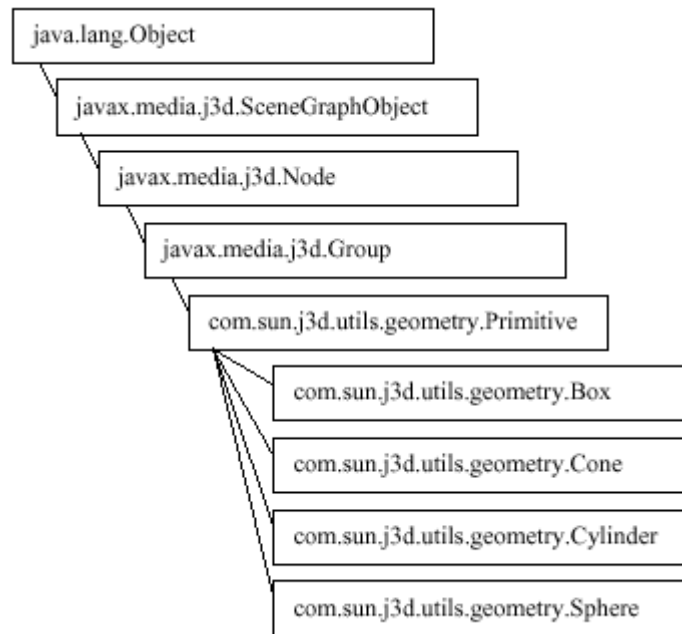 java.lang.Object
javax.media.j3d.SceneGraphObject
javax.media.j3d.Node
javax.media.j3d.Group
com.sun.j3d.utils.geometry.Primitive
com.sun.j3d.utils.geometry.Box
com.sun.j3d.utils.geometry.Cone
com.sun.j3d.utils.geometry.Cylinder
com.sun.j3d.utils.geometry.Sphere